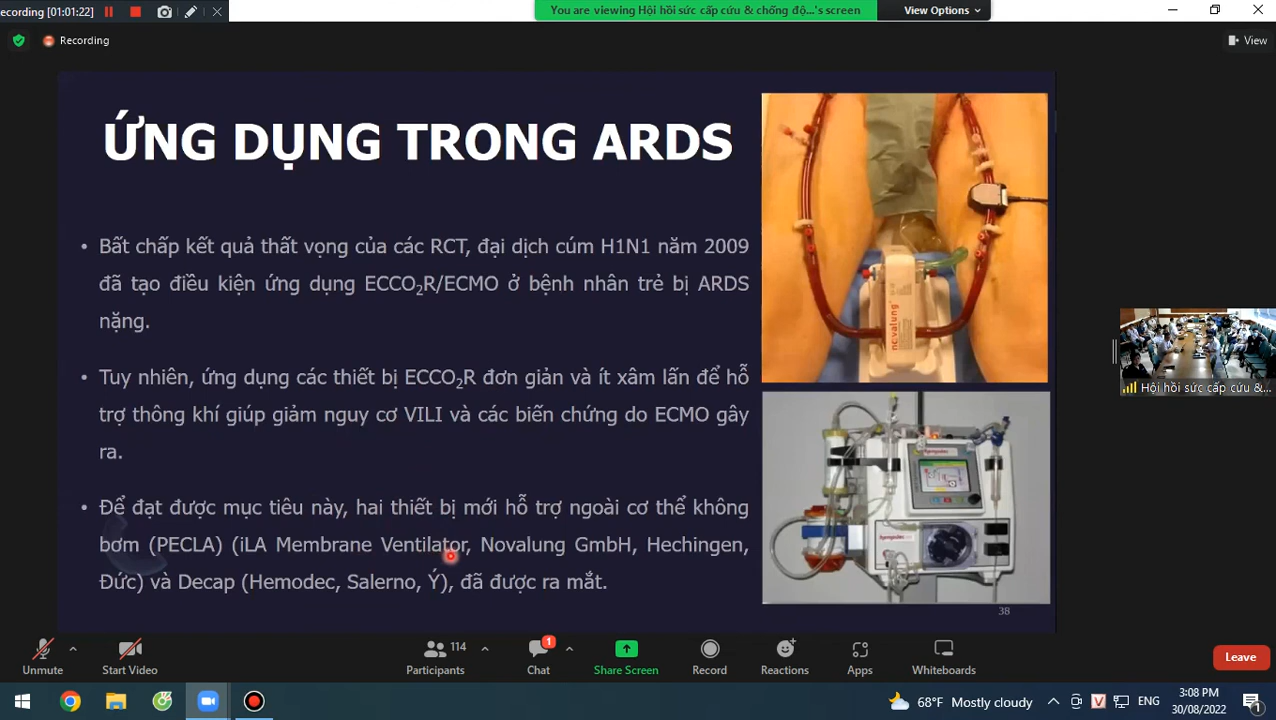 ecording [ 01:01:22
You are viewing Hội hồi sức cấp cứu & chống độ...'s screen
View Options
Recording
View
ỨNG DỤNG TRONG ARDS
• Bất chấp kết quả thất vọng của các RCT, đại dịch cúm H1N1 năm 2009
đã tạo điều kiện ứng dụng ECCO₂R/ECMO ở bệnh nhân trẻ bị ARDS
nặng.
• Tuy nhiên, ứng dụng các thiết bị ECCO₂R đơn giản và ít xâm lấn để hỗ
trợ thông khí giúp giảm nguy cơ VILI và các biến chứng do ECMO gây
ra.
• Để đạt được mục tiêu này, hai thiết bị mới hỗ trợ ngoài cơ thể không
bơm (PECLA) (iLA Membrane Ventilator, Novalung GmbH, Hechingen,
Đức) và Decap (Hemodec, Salerno, Ý), đã được ra mắt.
novalung
38
Hội hồi sức cấp cứu &...
Unmute
Start Video
Participants
114
Chat
1
Share Screen
Record
Reactions
Apps
Whiteboards
Leave
68°F Mostly cloudy
V
ENG
3:08 PM
30/08/2022
1